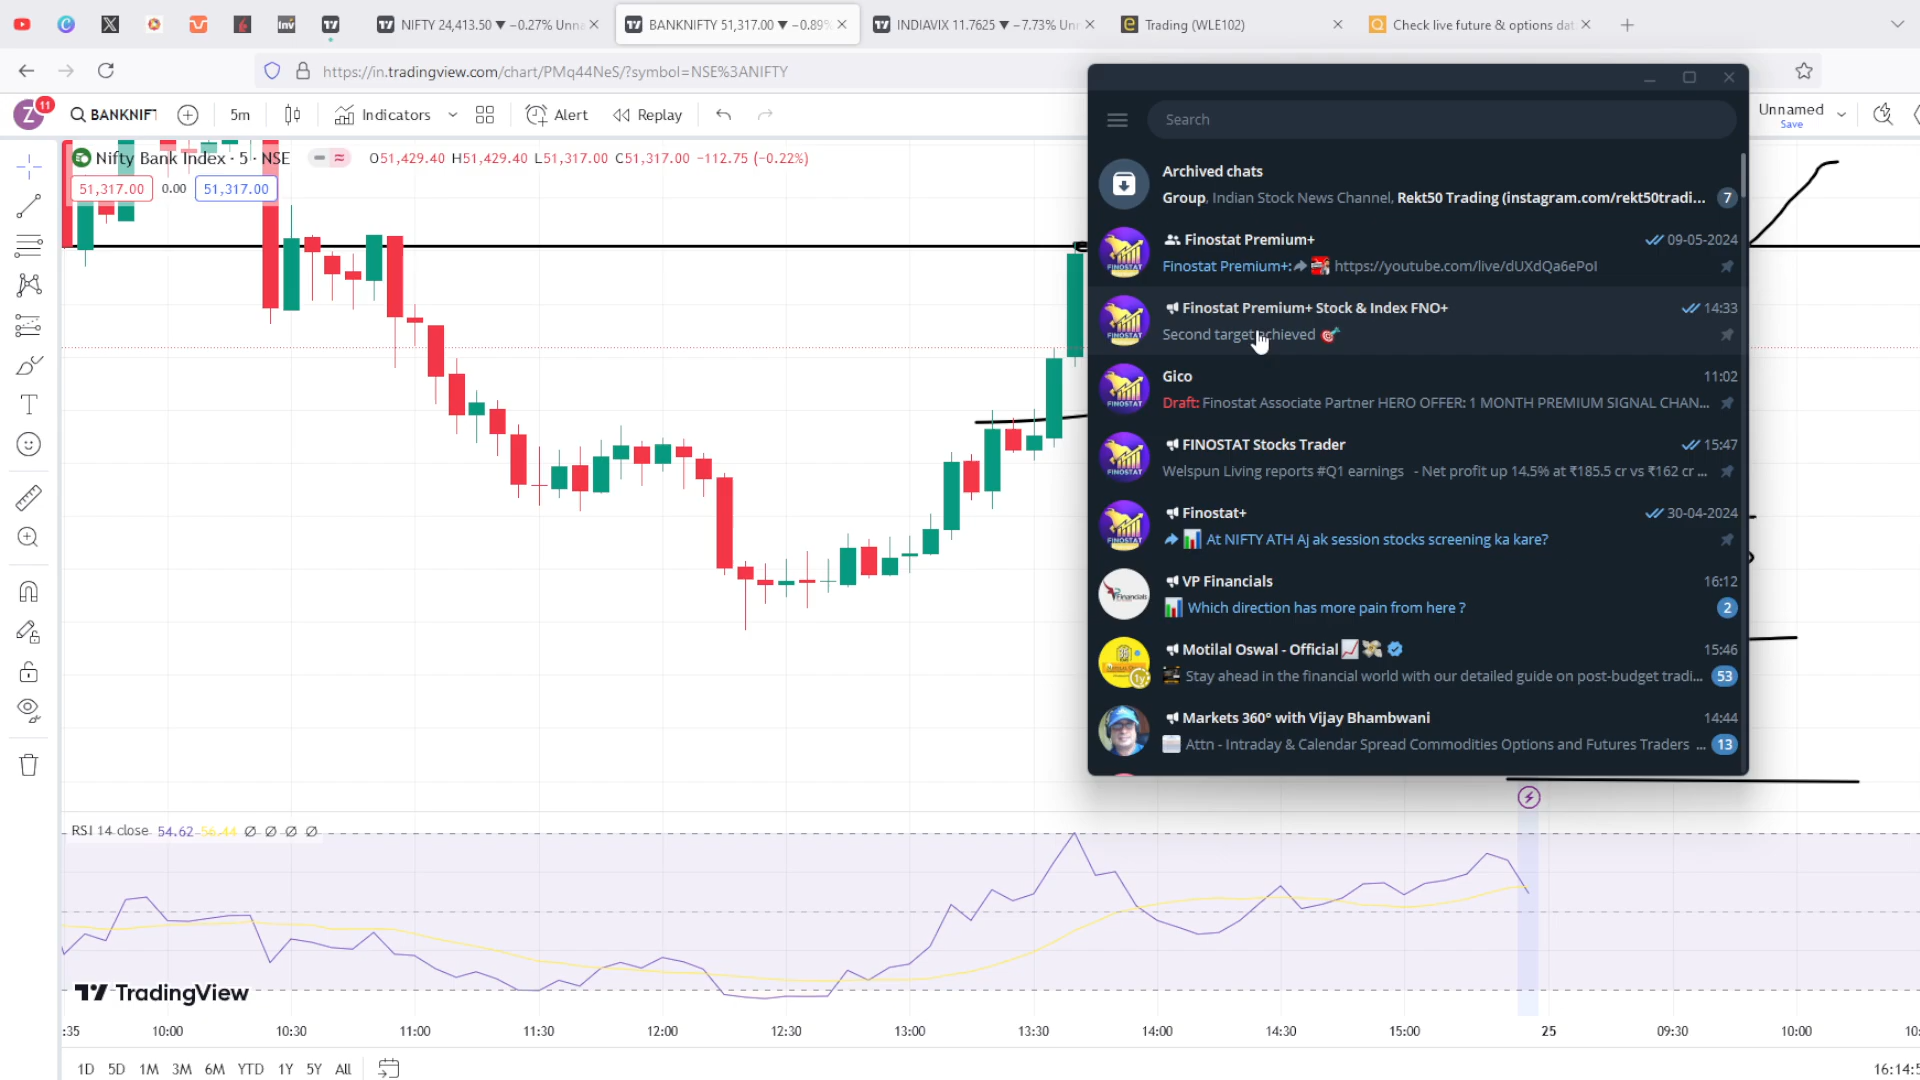 NIFTY 24,413.50 ▼ −0.27% Unna
BANKNIFTY 51,317.00 ▼ −0.89%
INDIAVIX 11.7625 ▼ −7.73% Unn
Trading (WLE102)
Check live future & options dat
https://in.tradingview.com/chart/PMq44NeS/?symbol=NSE%3ANIFTY
Z 11 BANKNIFT 5m Indicators Alert Replay
Unnamed
Save
Nifty Bank Index · 5 · NSE O51,429.40 H51,429.40 L51,317.00 C51,317.00 −112.75 (−0.22%)
51,317.00 0.00 51,317.00
Search
Archived chats
Group, Indian Stock News Channel, Rekt50 Trading (instagram.com/rekt50tradi... 7
Finostat Premium+ 09-05-2024
Finostat Premium+: https://youtube.com/live/dUXdQa6ePoI
Finostat Premium+ Stock & Index FNO+ 14:33
Second target achieved 🎯
Gico 11:02
Draft: Finostat Associate Partner HERO OFFER: 1 MONTH PREMIUM SIGNAL CHAN...
FINOSTAT Stocks Trader 15:47
Welspun Living reports #Q1 earnings - Net profit up 14.5% at ₹185.5 cr vs ₹162 cr ...
Finostat+ 30-04-2024
📊 At NIFTY ATH Aj ak session stocks screening ka kare?
VP Financials 16:12
📊 Which direction has more pain from here ? 2
Motilal Oswal - Official 📈💸 15:46
Stay ahead in the financial world with our detailed guide on post-budget tradi... 53
Markets 360° with Vijay Bhambwani 14:44
Attn - Intraday & Calendar Spread Commodities Options and Futures Traders ... 13
RSI 14 close 54.62 56.44 ∅ ∅ ∅ ∅
TradingView
:35 10:00 10:30 11:00 11:30 12:00 12:30 13:00 13:30 14:00 14:30 15:00 25 09:30 10:00 10:
1D 5D 1M 3M 6M YTD 1Y 5Y All
16:14:5